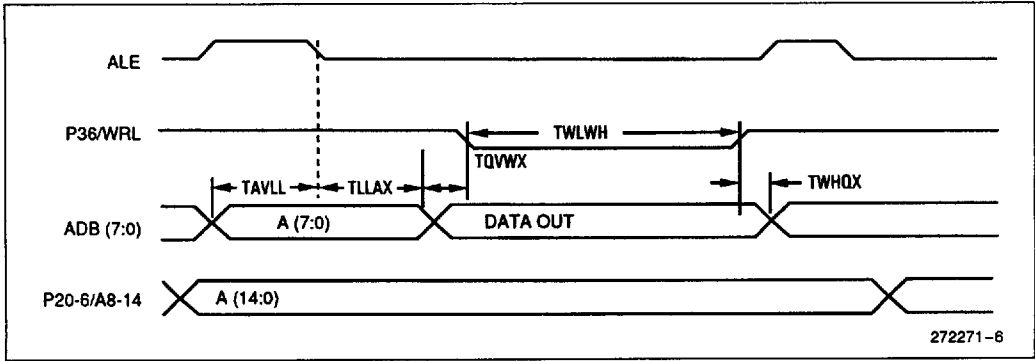 ALE
P36/WRL
TWLWH
TQVWX
TAVLL
TLLAX
TWHQX
ADB (7:0)
A (7:0)
DATA OUT
P20-6/A8-14
A (14:0)
272271-6